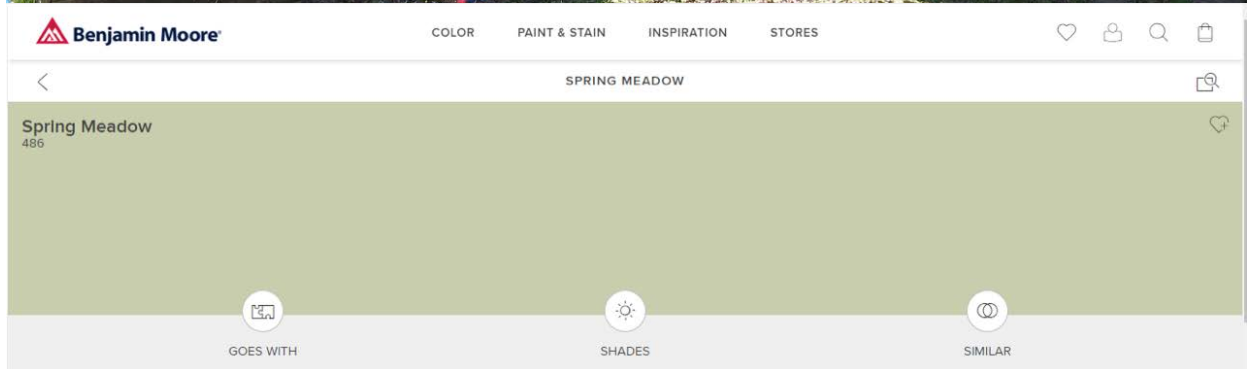 Benjamin Moore®
COLOR PAINT & STAIN INSPIRATION STORES
SPRING MEADOW
Spring Meadow
486
GOES WITH SHADES SIMILAR